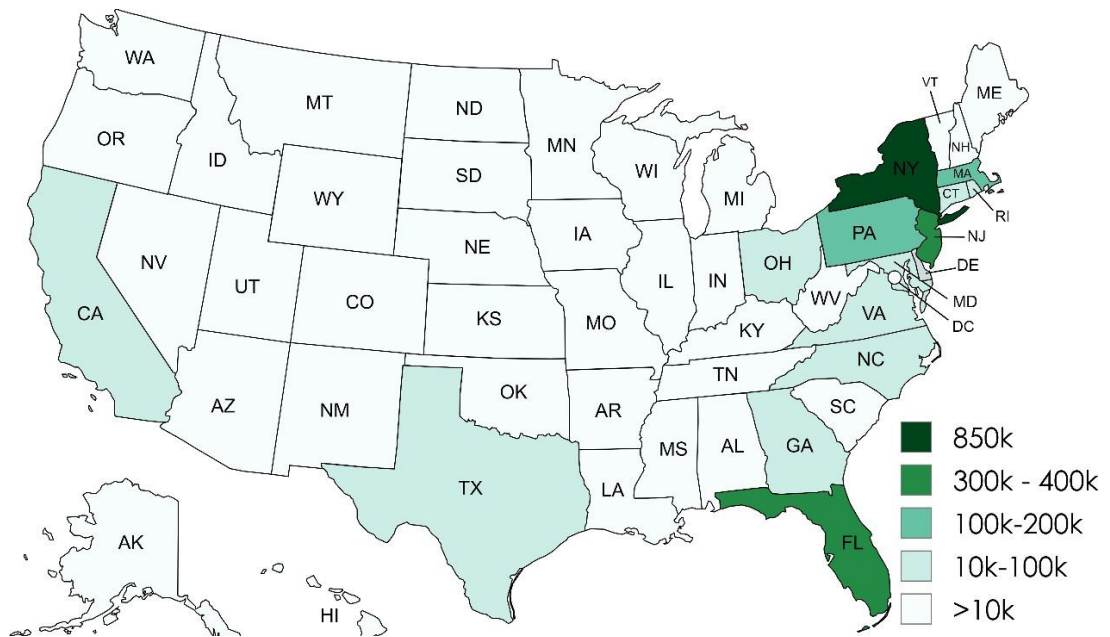 WA
MT
ND
MN
VT
ME
OR
ID
SD
WI
MI
NH
NY
MA
CT
RI
WY
IA
NE
PA
NJ
NV
UT
CO
IL
IN
OH
DE
MD
DC
CA
KS
MO
WV
VA
KY
NC
TN
AZ
NM
OK
AR
SC
MS
AL
GA
TX
LA
FL
AK
HI
850k
300k - 400k
100k-200k
10k-100k
>10k